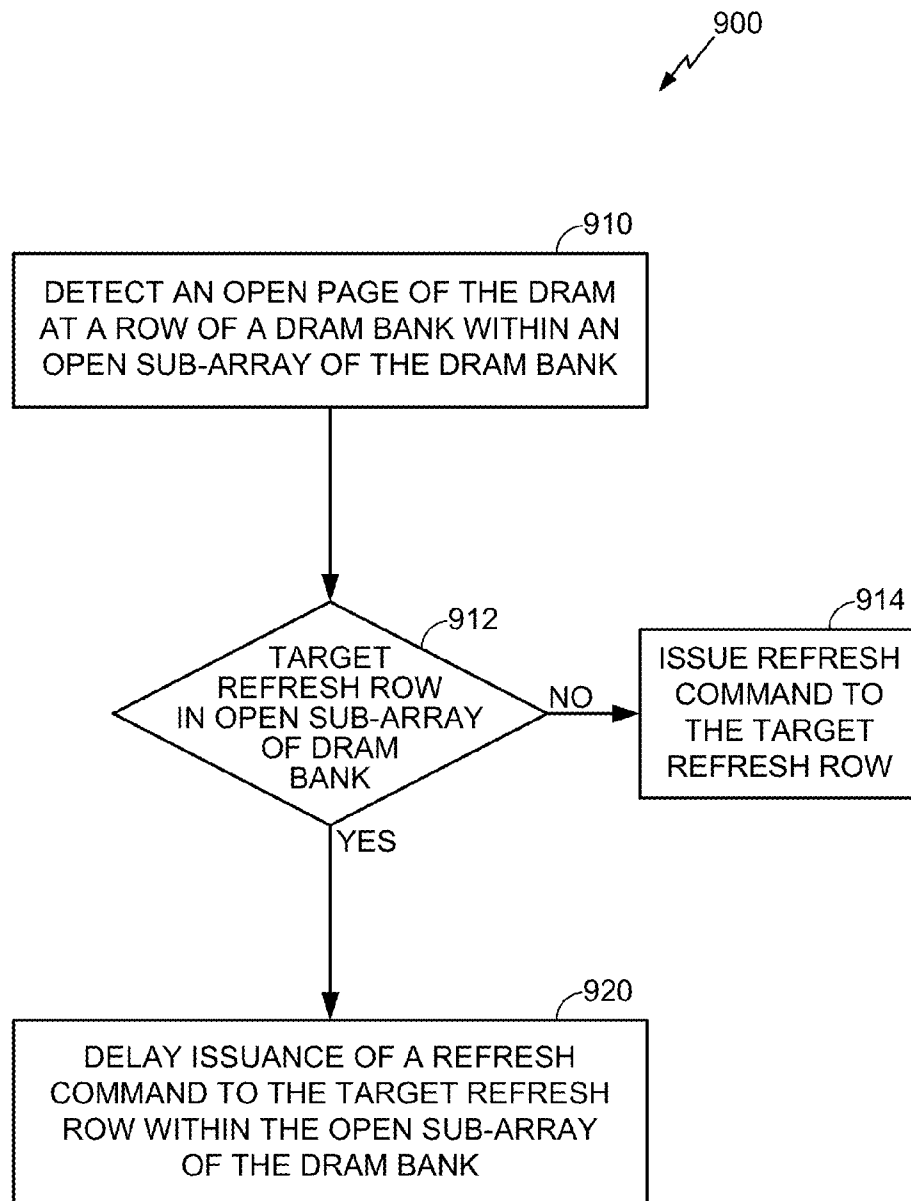 900
910
DETECT AN OPEN PAGE OF THE DRAM
AT A ROW OF A DRAM BANK WITHIN AN
OPEN SUB-ARRAY OF THE DRAM BANK
912
TARGET
REFRESH ROW
IN OPEN SUB-ARRAY
OF DRAM
BANK
NO
914
ISSUE REFRESH
COMMAND TO
THE TARGET
REFRESH ROW
YES
920
DELAY ISSUANCE OF A REFRESH
COMMAND TO THE TARGET REFRESH
ROW WITHIN THE OPEN SUB-ARRAY
OF THE DRAM BANK